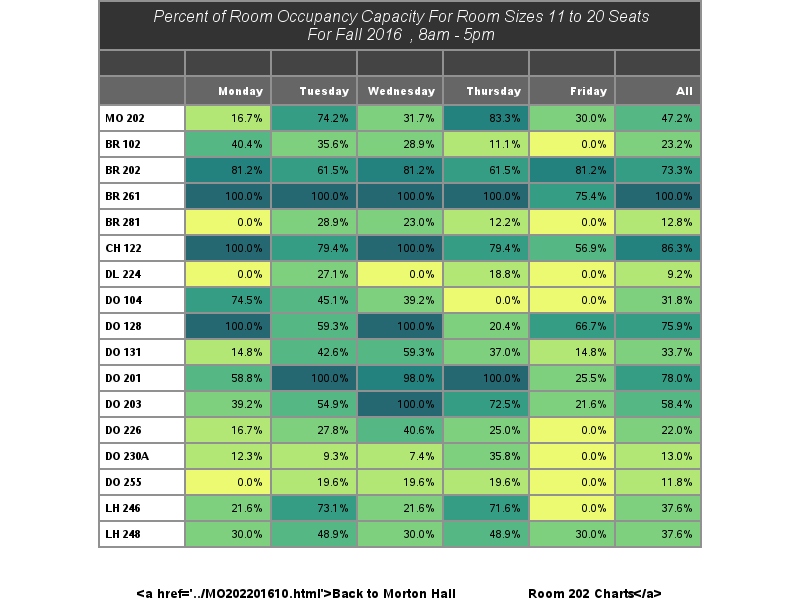 Percent of Room Occupancy Capacity For Room Sizes 11 to 20 Seats
For Fall 2016 , 8am - 5pm
Monday Tuesday Wednesday Thursday Friday All
MO 202 16.7% 74.2% 31.7% 83.3% 30.0% 47.2%
BR 102 40.4% 35.6% 28.9% 11.1% 0.0% 23.2%
BR 202 81.2% 61.5% 81.2% 61.5% 81.2% 73.3%
BR 261 100.0% 100.0% 100.0% 100.0% 75.4% 100.0%
BR 281 0.0% 28.9% 23.0% 12.2% 0.0% 12.8%
CH 122 100.0% 79.4% 100.0% 79.4% 56.9% 86.3%
DL 224 0.0% 27.1% 0.0% 18.8% 0.0% 9.2%
DO 104 74.5% 45.1% 39.2% 0.0% 0.0% 31.8%
DO 128 100.0% 59.3% 100.0% 20.4% 66.7% 75.9%
DO 131 14.8% 42.6% 59.3% 37.0% 14.8% 33.7%
DO 201 58.8% 100.0% 98.0% 100.0% 25.5% 78.0%
DO 203 39.2% 54.9% 100.0% 72.5% 21.6% 58.4%
DO 226 16.7% 27.8% 40.6% 25.0% 0.0% 22.0%
DO 230A 12.3% 9.3% 7.4% 35.8% 0.0% 13.0%
DO 255 0.0% 19.6% 19.6% 19.6% 0.0% 11.8%
LH 246 21.6% 73.1% 21.6% 71.6% 0.0% 37.6%
LH 248 30.0% 48.9% 30.0% 48.9% 30.0% 37.6%
<a href='../MO202201610.html'>Back to Morton Hall Room 202 Charts</a>